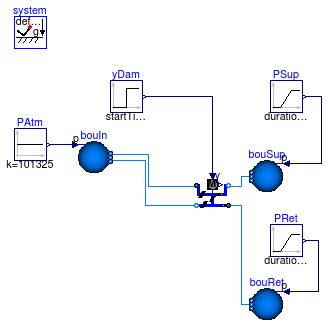 system
def...
g
yDam
startTi...
PSup
duratio...
PAtm
k=101325
p
bouIn
y
M
bouSup
p
PRet
duratio...
bouRet
p